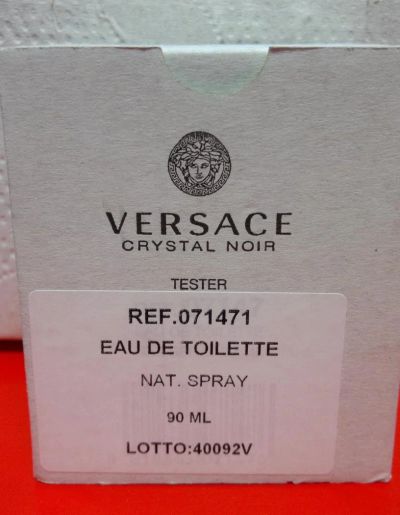 VERSACE
CRYSTAL NOIR
TESTER
REF.071471
EAU DE TOILETTE
NAT. SPRAY
90 ML
LOTTO:40092V